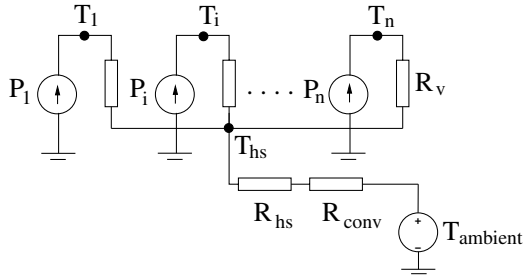 T1 Ti Tn
P1 Pi . . . . Pn Rv
Ths
Rhs Rconv
+
− Tambient